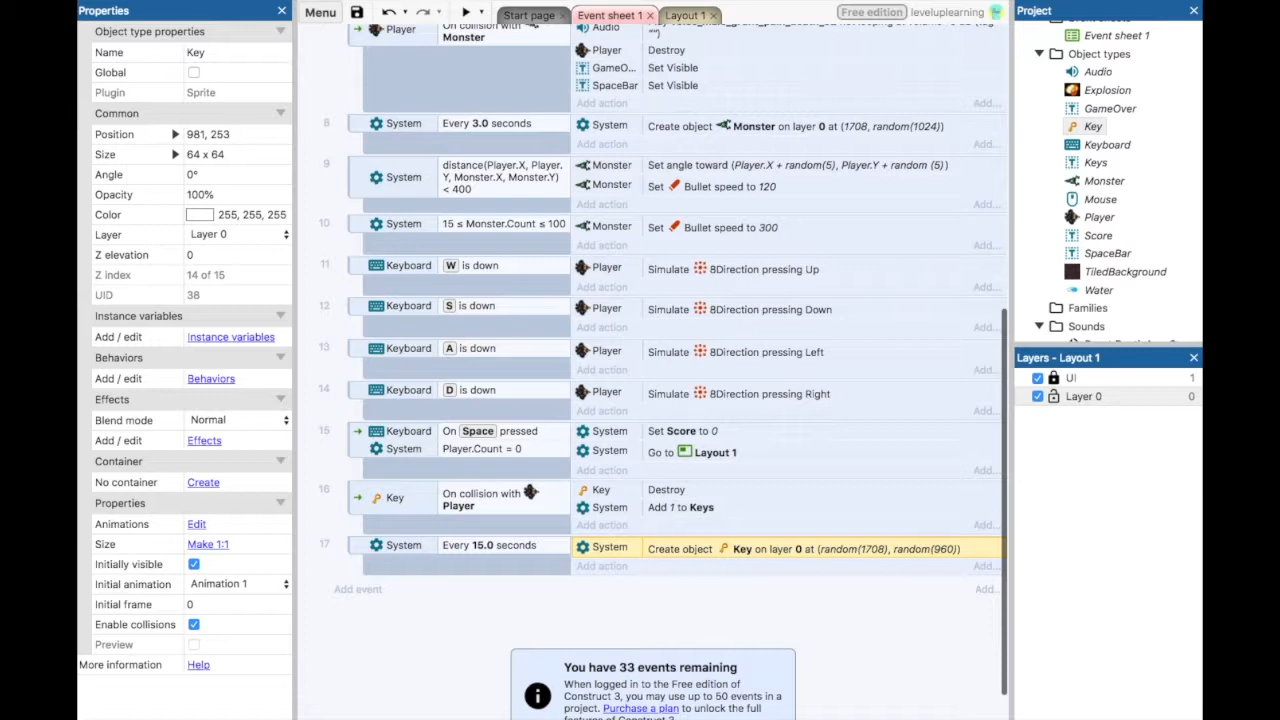 Properties
Object type properties
Name Key
Global
Plugin Sprite
Common
Position 981, 253
Size 64 x 64
Angle 0°
Opacity 100%
Color 255, 255, 255
Layer Layer 0
Z elevation 0
Z index 14 of 15
UID 38
Instance variables
Add / edit Instance variables
Behaviors
Add / edit Behaviors
Effects
Blend mode Normal
Add / edit Effects
Container
No container Create
Properties
Animations Edit
Size Make 1:1
Initially visible
Initial animation Animation 1
Initial frame 0
Enable collisions
Preview
More information Help
Menu
Start page
Event sheet 1
Layout 1
Free edition leveluplearning
Player
On collision with
Monster
Audio
Player Destroy
GameO... Set Visible
SpaceBar Set Visible
Add action Add...
8 System Every 3.0 seconds System Create object Monster on layer 0 at (1708, random(1024))
Add action Add...
9 System
distance(Player.X, Player.
Y, Monster.X, Monster.Y)
< 400
Monster Set angle toward (Player.X + random(5), Player.Y + random (5))
Monster Set Bullet speed to 120
Add action Add...
10 System 15 ≤ Monster.Count ≤ 100 Monster Set Bullet speed to 300
Add action Add...
11 Keyboard W is down Player Simulate 8Direction pressing Up
Add action Add...
12 Keyboard S is down Player Simulate 8Direction pressing Down
Add action Add...
13 Keyboard A is down Player Simulate 8Direction pressing Left
Add action Add...
14 Keyboard D is down Player Simulate 8Direction pressing Right
Add action Add...
15 Keyboard On Space pressed System Set Score to 0
System Player.Count = 0 System Go to Layout 1
Add action Add...
16 Key
On collision with
Player
Key Destroy
System Add 1 to Keys
Add action Add...
17 System Every 15.0 seconds System Create object Key on layer 0 at (random(1708), random(960))
Add action Add...
Add event Add...
You have 33 events remaining
When logged in to the Free edition of
Construct 3, you may use up to 50 events in a
project. Purchase a plan to unlock the full
Project
Event sheet 1
Object types
Audio
Explosion
GameOver
Key
Keyboard
Keys
Monster
Mouse
Player
Score
SpaceBar
TiledBackground
Water
Families
Sounds
Layers - Layout 1
UI 1
Layer 0 0